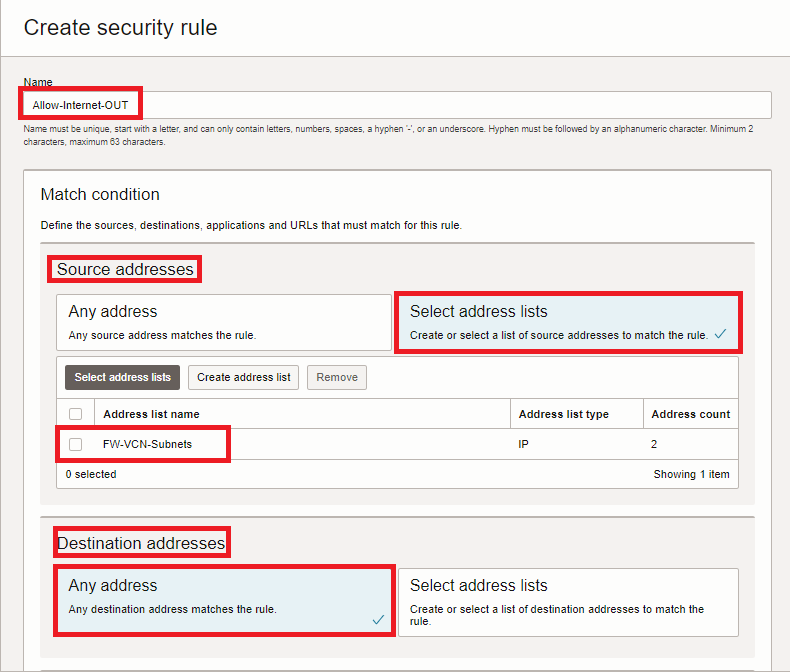 Create security rule
Name
Allow-Internet-OUT
Name must be unique, start with a letter, and can only contain letters, numbers, spaces, a hyphen '-', or an underscore. Hyphen must be followed by an alphanumeric character. Minimum 2
characters, maximum 63 characters.
Match condition
Define the sources, destinations, applications and URLs that must match for this rule.
Source addresses
Any address
Any source address matches the rule.
Select address lists
Create or select a list of source addresses to match the rule.
Select address lists Create address list Remove
Address list name Address list type Address count
FW-VCN-Subnets IP 2
0 selected Showing 1 item
Destination addresses
Any address
Any destination address matches the rule.
Select address lists
Create or select a list of destination addresses to match the
rule.